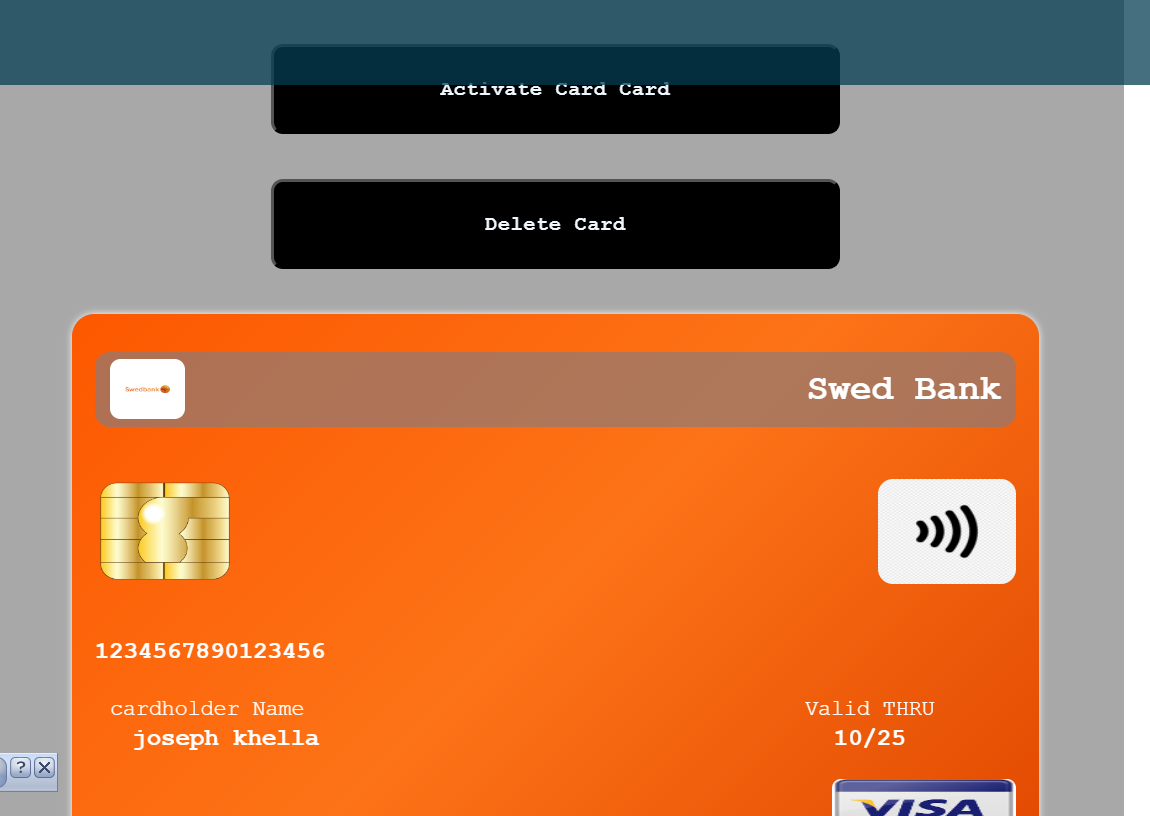 Activate Card Card
Delete Card
Swedbank
Swed Bank
1234567890123456
cardholder Name
Valid THRU
joseph khella
10/25
?
VISA